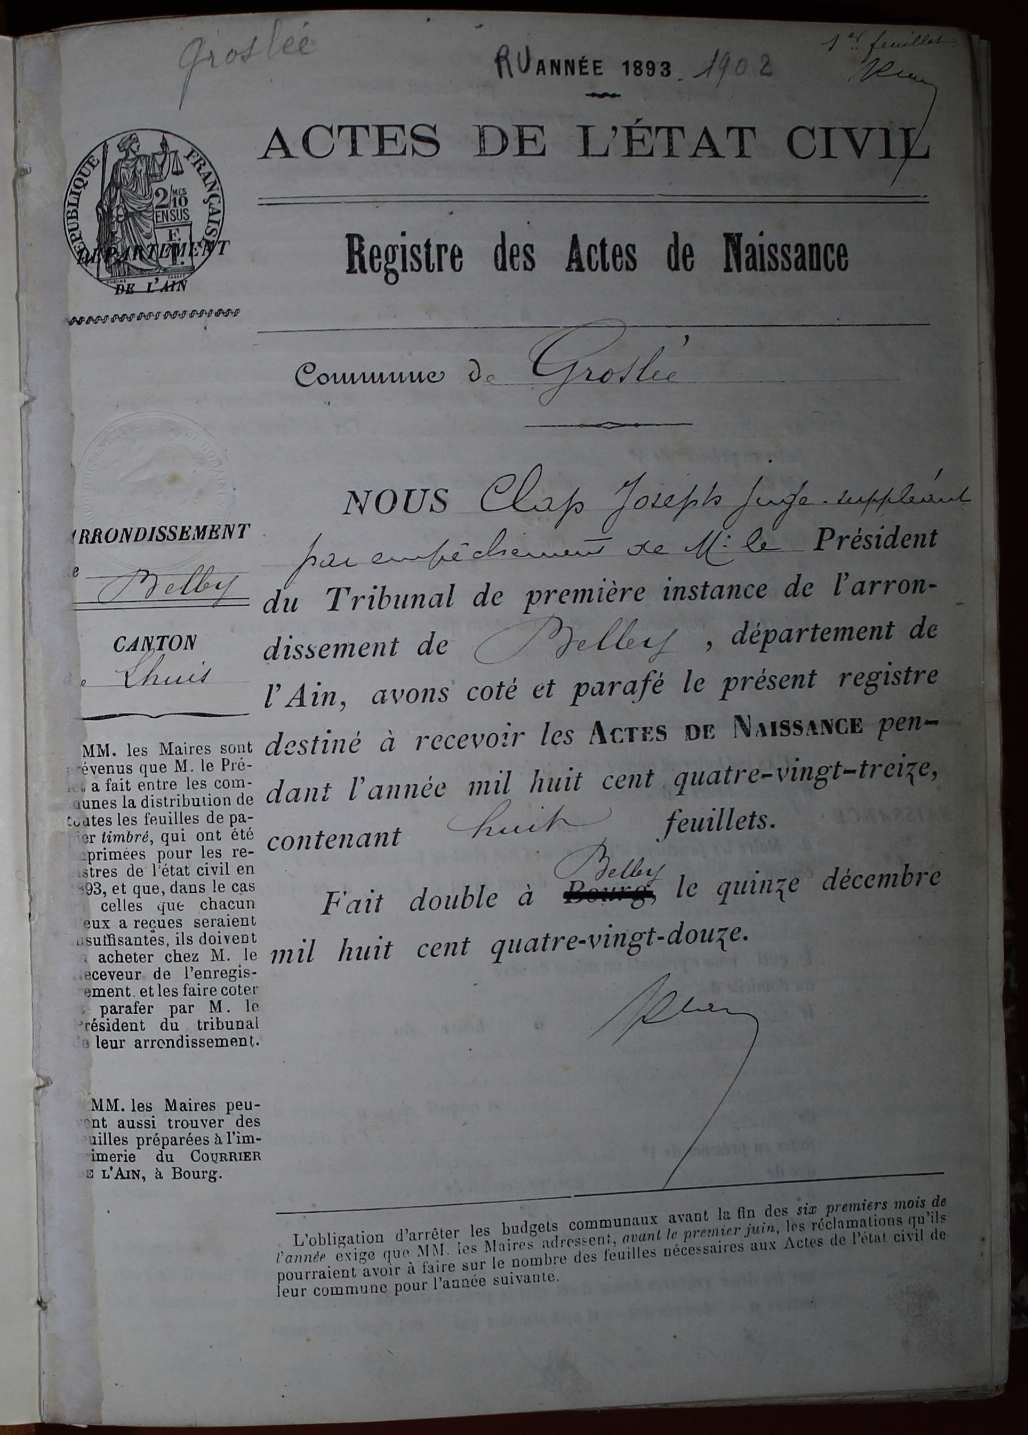 Groslée
RV ANNÉE 1893. 1902
1er feuillet
ACTES DE L'ÉTAT CIVIL
RÉPUBLIQUE FRANÇAISE
2/10 MES
EN SUS
DÉPARTEMENT
DE L'AIN
Registre des Actes de Naissance
Commune de Groslée
ARRONDISSEMENT
de Belley
CANTON
de Lhuis
MM. les Maires sont
prévenus que M. le Pré-
fet a fait entre les com-
munes la distribution de
toutes les feuilles de pa-
pier timbré, qui ont été
imprimées pour les re-
gistres de l'état civil en
1893, et que, dans le cas
où celles que chacun
d'eux a reçues seraient
insuffisantes, ils doivent
en acheter chez M. le
Receveur de l'enregis-
trement et les faire coter
et parafer par M. le
Président du tribunal
de leur arrondissement.
MM. les Maires peu-
vent aussi trouver des
feuilles préparées à l'im-
primerie du COURRIER
DE L'AIN, à Bourg.
NOUS Clap Joseph juge-suppléant
par empêchement de Mr le Président
du Tribunal de première instance de l'arron-
dissement de Belley, département de
l'Ain, avons coté et parafé le présent registre
destiné à recevoir les ACTES DE NAISSANCE pen-
dant l'année mil huit cent quatre-vingt-treize,
contenant huit feuillets.
Belley
Fait double à Bourg, le quinze décembre
mil huit cent quatre-vingt-douze.
L'obligation d'arrêter les budgets communaux avant la fin des six premiers mois de
l'année exige que MM. les Maires adressent, avant le premier juin, les réclamations qu'ils
pourraient avoir à faire sur le nombre des feuilles nécessaires aux Actes de l'état civil de
leur commune pour l'année suivante.